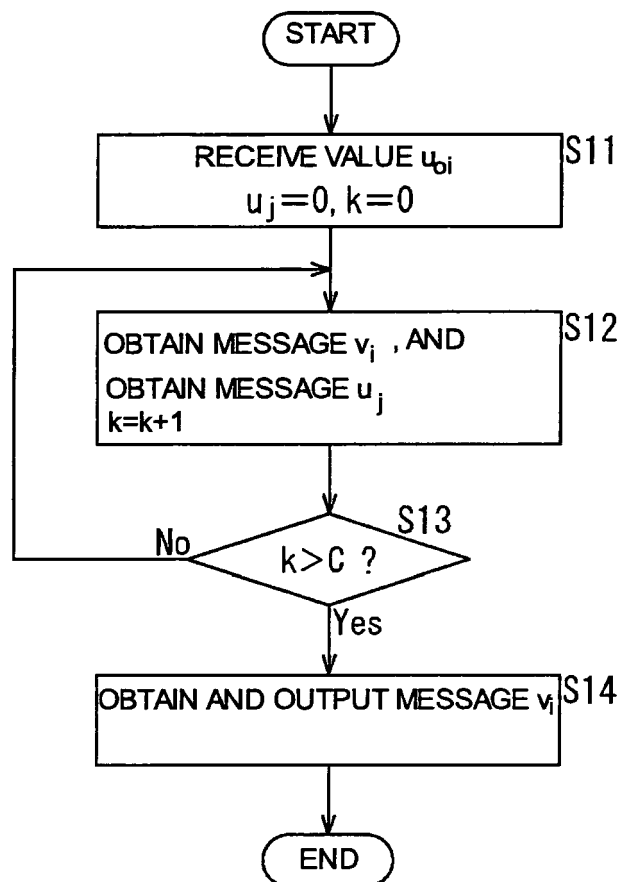 START
RECEIVE VALUE u₀ᵢ
uⱼ=0, k=0
S11
OBTAIN MESSAGE vᵢ , AND
OBTAIN MESSAGE uⱼ
k=k+1
S12
k>C ?
S13
No
Yes
OBTAIN AND OUTPUT MESSAGE vᵢ
S14
END